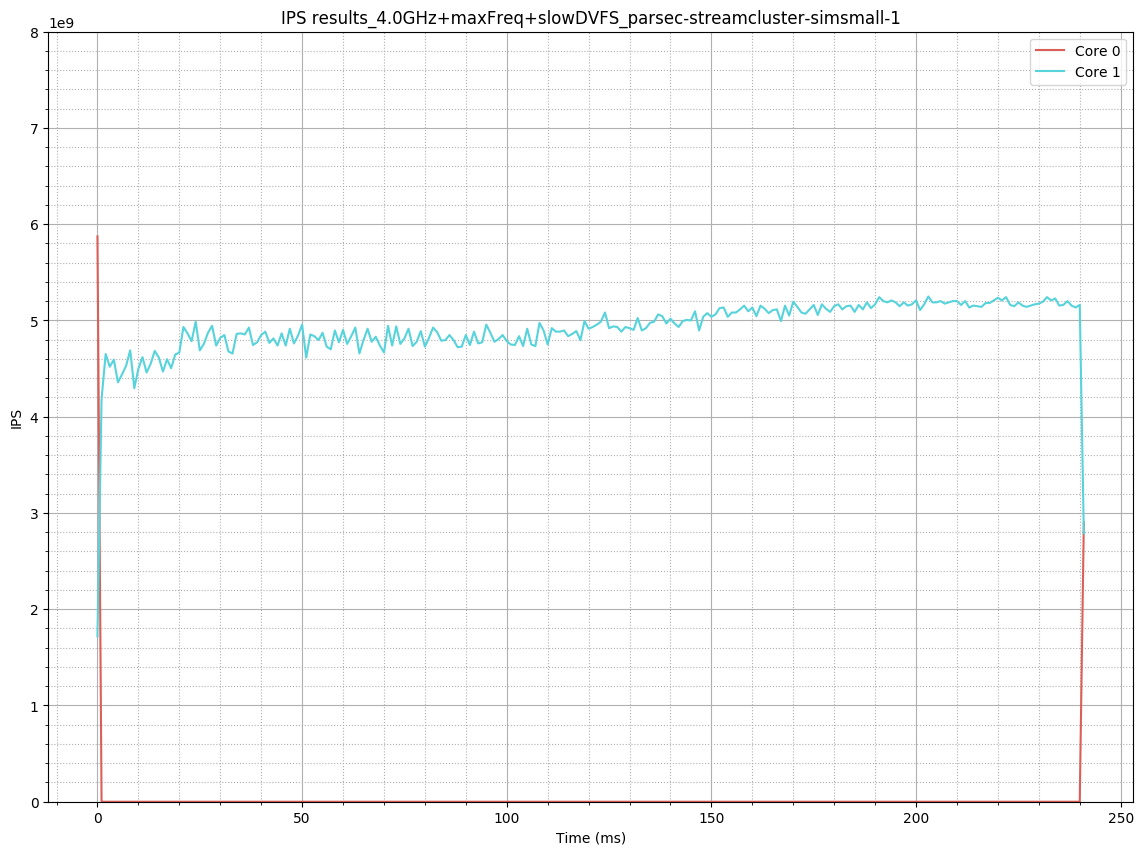 IPS results_4.0GHz+maxFreq+slowDVFS_parsec-streamcluster-simsmall-1
1e9
Core 0
Core 1
8
7
6
5
4
3
2
1
0
IPS
0 50 100 150 200 250
Time (ms)